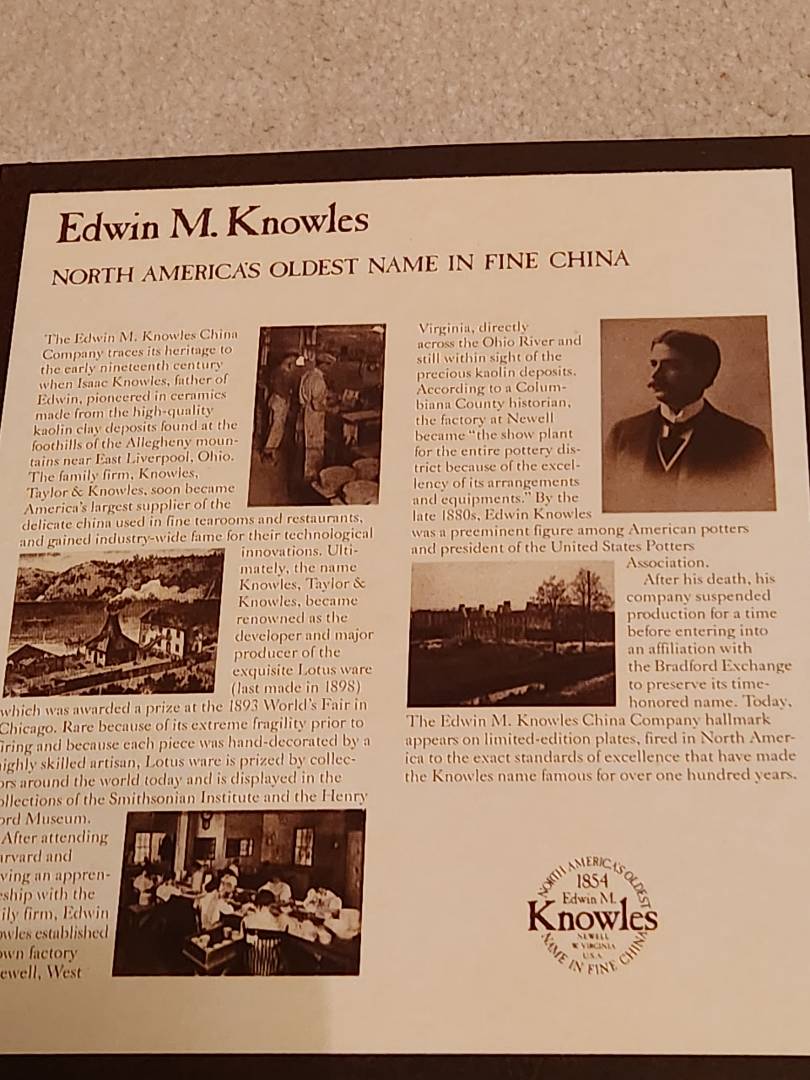 Edwin M. Knowles
NORTH AMERICA'S OLDEST NAME IN FINE CHINA
The Edwin M. Knowles China
Company traces its heritage to
the early nineteenth century
when Isaac Knowles, father of
Edwin, pioneered in ceramics
made from the high-quality
kaolin clay deposits found at the
foothills of the Allegheny moun-
tains near East Liverpool, Ohio.
The family firm, Knowles,
Taylor & Knowles, soon became
America's largest supplier of the
delicate china used in fine tearooms and restaurants,
and gained industry-wide fame for their technological
innovations. Ulti-
mately, the name
Knowles, Taylor &
Knowles, became
renowned as the
developer and major
producer of the
exquisite Lotus ware
(last made in 1898)
which was awarded a prize at the 1893 World's Fair in
Chicago. Rare because of its extreme fragility prior to
iring and because each piece was hand-decorated by a
ighly skilled artisan, Lotus ware is prized by collec-
ors around the world today and is displayed in the
ollections of the Smithsonian Institute and the Henry
ord Museum.
After attending
arvard and
ving an appren-
eship with the
ily firm, Edwin
owles established
own factory
ewell, West
Virginia, directly
across the Ohio River and
still within sight of the
precious kaolin deposits.
According to a Colum-
biana County historian,
the factory at Newell
became "the show plant
for the entire pottery dis-
trict because of the excel-
lency of its arrangements
and equipments." By the
late 1880s, Edwin Knowles
was a preeminent figure among American potters
and president of the United States Potters
Association.
After his death, his
company suspended
production for a time
before entering into
an affiliation with
the Bradford Exchange
to preserve its time-
honored name. Today,
The Edwin M. Knowles China Company hallmark
appears on limited-edition plates, fired in North Amer-
ica to the exact standards of excellence that have made
the Knowles name famous for over one hundred years.
NORTH AMERICA'S OLDEST
1854
Edwin M.
Knowles
NEWELL
W VIRGINIA
U.S.A.
NAME IN FINE CHINA